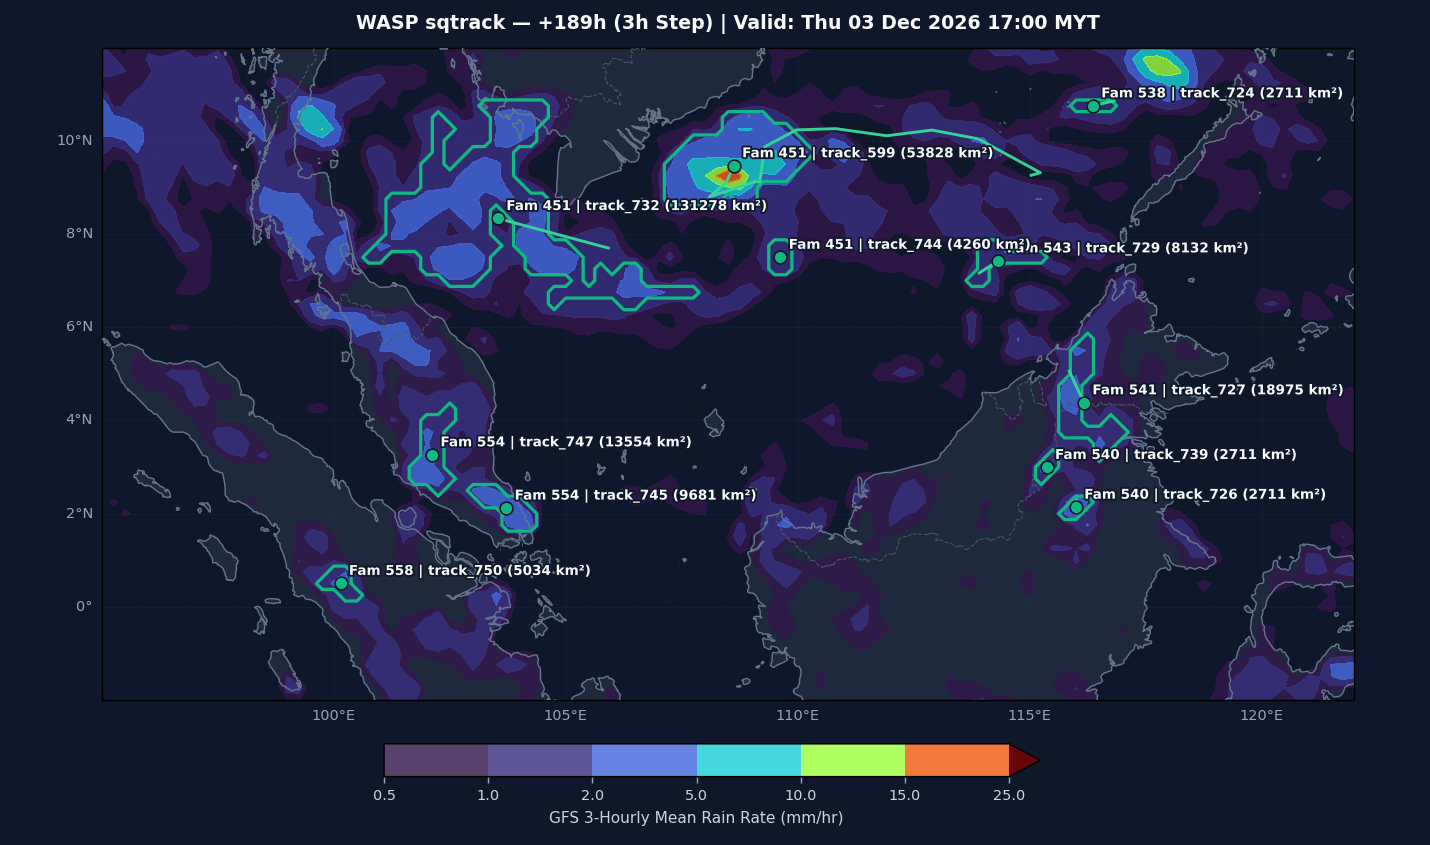 WASP sqtrack — +189h (3h Step) | Valid: Thu 03 Dec 2026 17:00 MYT
Fam 538 | track_724 (2711 km²)
10°N
Fam 451 | track_599 (53828 km²)
Fam 451 | track_732 (131278 km²)
8°N
Fam 451 | track_744 (4260 km²)
543 | track_729 (8132 km²)
6°N
Fam 541 | track_727 (18975 km²)
4°N
Fam 554 | track_747 (13554 km²)
Fam 540 | track_739 (2711 km²)
Fam 554 | track_745 (9681 km²)
Fam 540 | track_726 (2711 km²)
2°N
Fam 558 | track_750 (5034 km²)
0°
100°E 105°E 110°E 115°E 120°E
0.5 1.0 2.0 5.0 10.0 15.0 25.0
GFS 3-Hourly Mean Rain Rate (mm/hr)